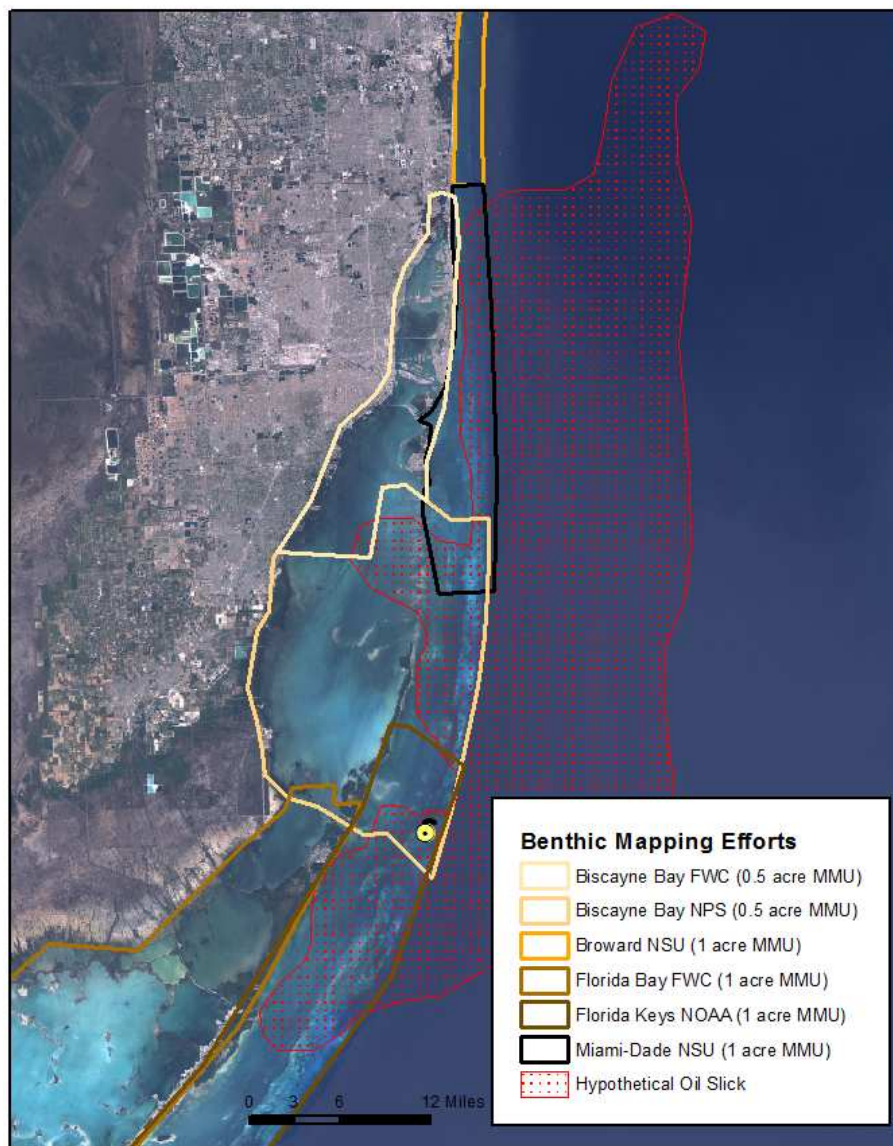 Benthic Mapping Efforts
Biscayne Bay FWC (0.5 acre MMU)
Biscayne Bay NPS (0.5 acre MMU)
Broward NSU (1 acre MMU)
Florida Bay FWC (1 acre MMU)
Florida Keys NOAA (1 acre MMU)
Miami-Dade NSU (1 acre MMU)
Hypothetical Oil Slick
0 3 6 12 Miles